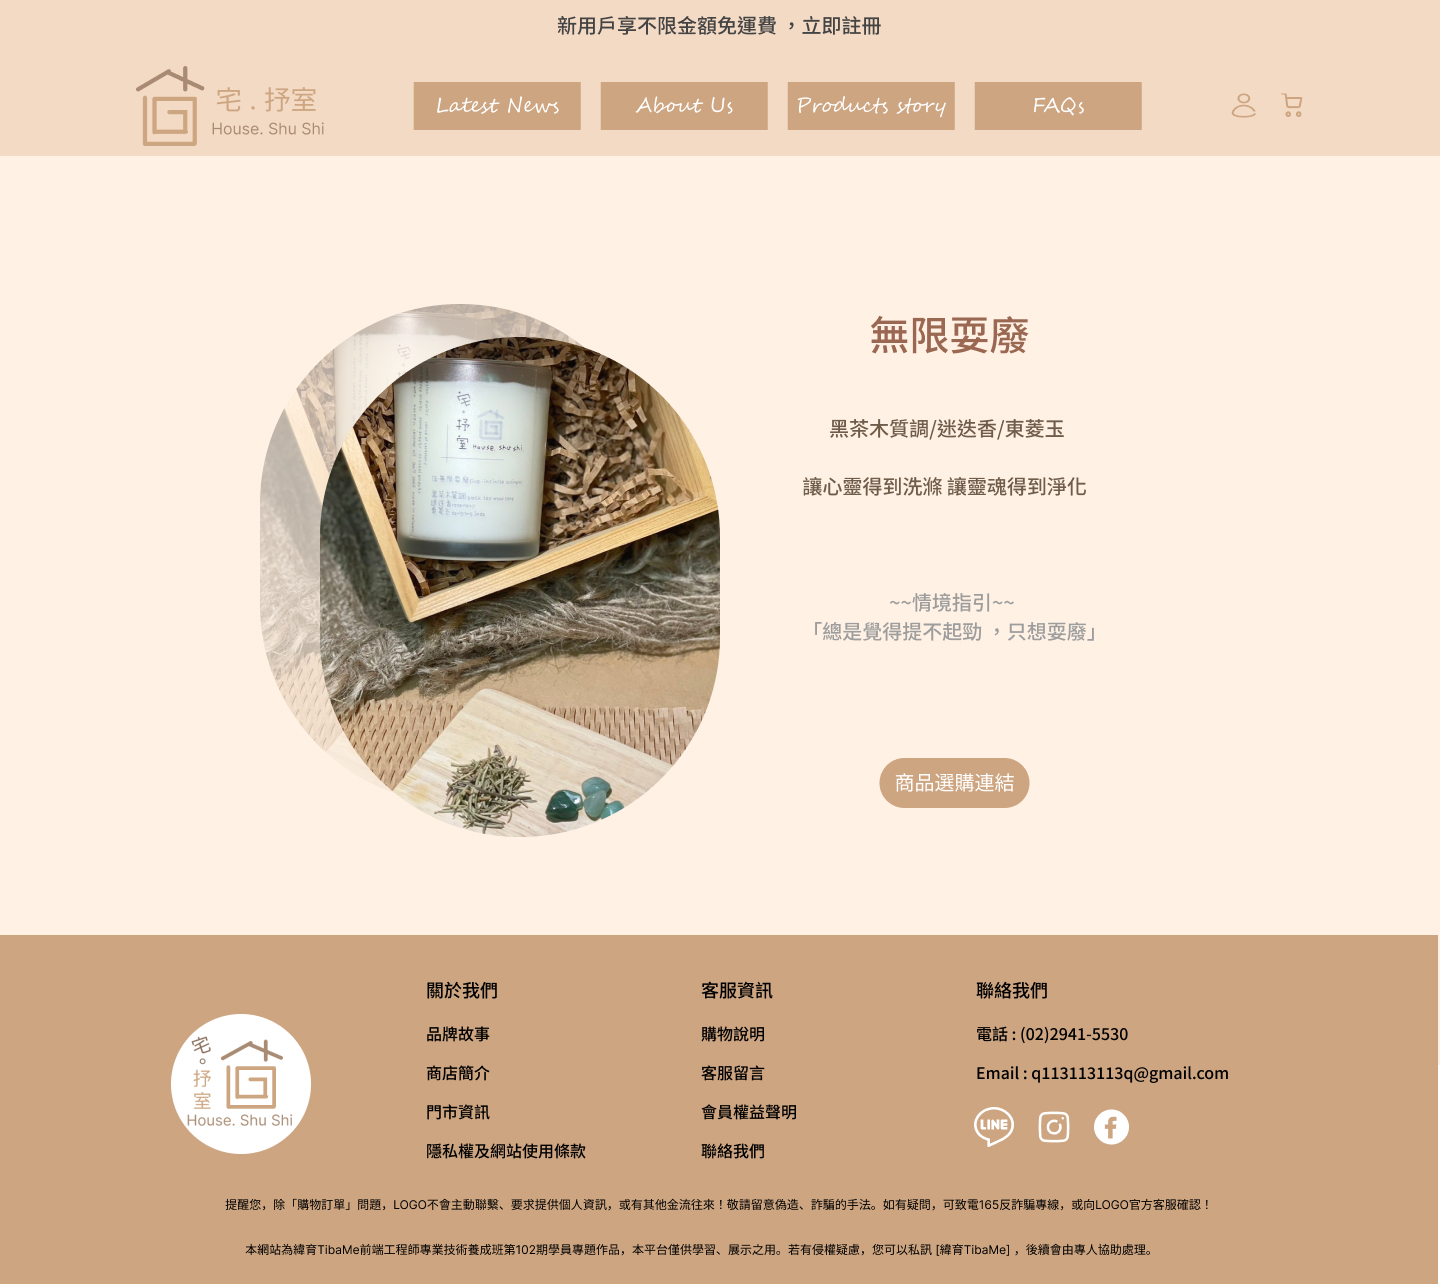 新用戶享不限金額免運費 ，立即註冊
宅 . 抒室
House. Shu Shi
Latest News
About Us
Products story
FAQs
無限耍廢
宅
抒
室
House. Shu shi
黑茶木質調/迷迭香/東菱玉
讓心靈得到洗滌 讓靈魂得到淨化
~~情境指引~~
「總是覺得提不起勁 ，只想耍廢」
商品選購連結
關於我們
品牌故事
商店簡介
門市資訊
隱私權及網站使用條款
客服資訊
購物說明
客服留言
會員權益聲明
聯絡我們
聯絡我們
電話 : (02)2941-5530
Email : q113113113q@gmail.com
LINE
宅。抒室
House. Shu Shi
提醒您，除「購物訂單」問題，LOGO不會主動聯繫、要求提供個人資訊，或有其他金流往來！敬請留意偽造、詐騙的手法。如有疑問，可致電165反詐騙專線，或向LOGO官方客服確認！
本網站為緯育TibaMe前端工程師專業技術養成班第102期學員專題作品，本平台僅供學習、展示之用。若有侵權疑慮，您可以私訊 [緯育TibaMe] ，後續會由專人協助處理。